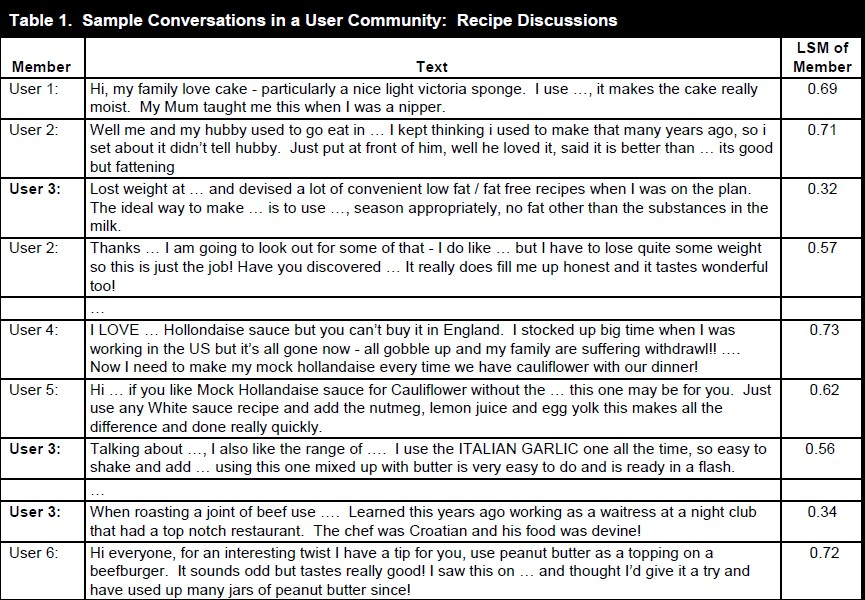 Table 1. Sample Conversations in a User Community: Recipe Discussions
Member Text LSM of Member
User 1: Hi, my family love cake - particularly a nice light victoria sponge. I use …, it makes the cake really 0.69
moist. My Mum taught me this when I was a nipper.
User 2: Well me and my hubby used to go eat in … I kept thinking i used to make that many years ago, so i 0.71
set about it didn't tell hubby. Just put at front of him, well he loved it, said it is better than … its good
but fattening
User 3: Lost weight at … and devised a lot of convenient low fat / fat free recipes when I was on the plan. 0.32
The ideal way to make … is to use …, season appropriately, no fat other than the substances in the
milk.
User 2: Thanks … I am going to look out for some of that - I do like … but I have to lose quite some weight 0.57
so this is just the job! Have you discovered … It really does fill me up honest and it tastes wonderful
too!
…
User 4: I LOVE … Hollondaise sauce but you can't buy it in England. I stocked up big time when I was 0.73
working in the US but it's all gone now - all gobble up and my family are suffering withdrawl!! ….
Now I need to make my mock hollandaise every time we have cauliflower with our dinner!
User 5: Hi … if you like Mock Hollandaise sauce for Cauliflower without the … this one may be for you. Just 0.62
use any White sauce recipe and add the nutmeg, lemon juice and egg yolk this makes all the
difference and done really quickly.
User 3: Talking about …, I also like the range of …. I use the ITALIAN GARLIC one all the time, so easy to 0.56
shake and add … using this one mixed up with butter is very easy to do and is ready in a flash.
…
User 3: When roasting a joint of beef use …. Learned this years ago working as a waitress at a night club 0.34
that had a top notch restaurant. The chef was Croatian and his food was devine!
User 6: Hi everyone, for an interesting twist I have a tip for you, use peanut butter as a topping on a 0.72
beefburger. It sounds odd but tastes really good! I saw this on … and thought I'd give it a try and
have used up many jars of peanut butter since!